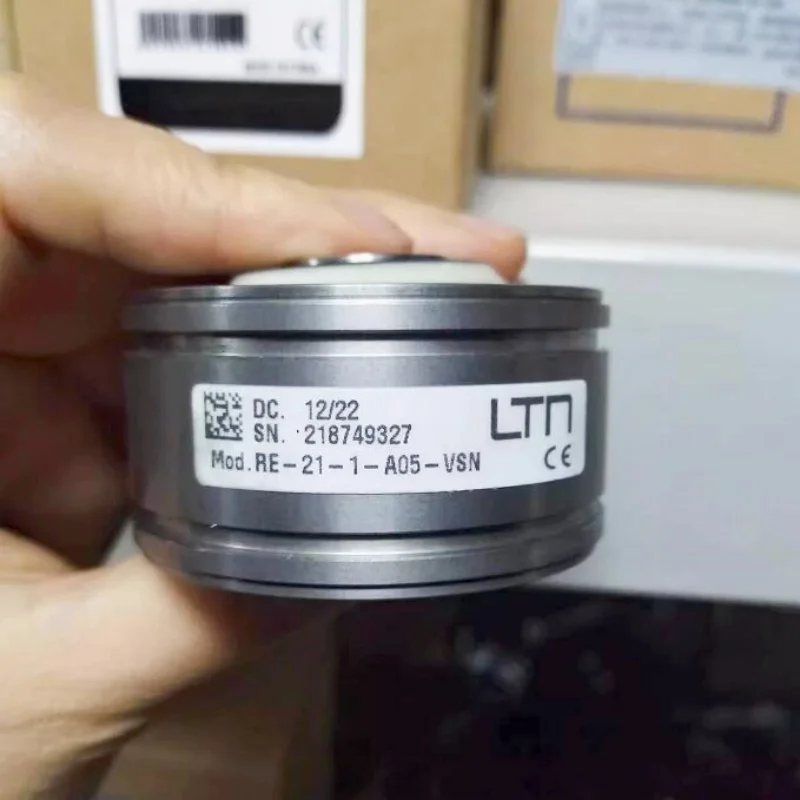 DC. 12/22
SN. 218749327
Mod.RE-21-1-A05-VSN
LTN
CE
CE